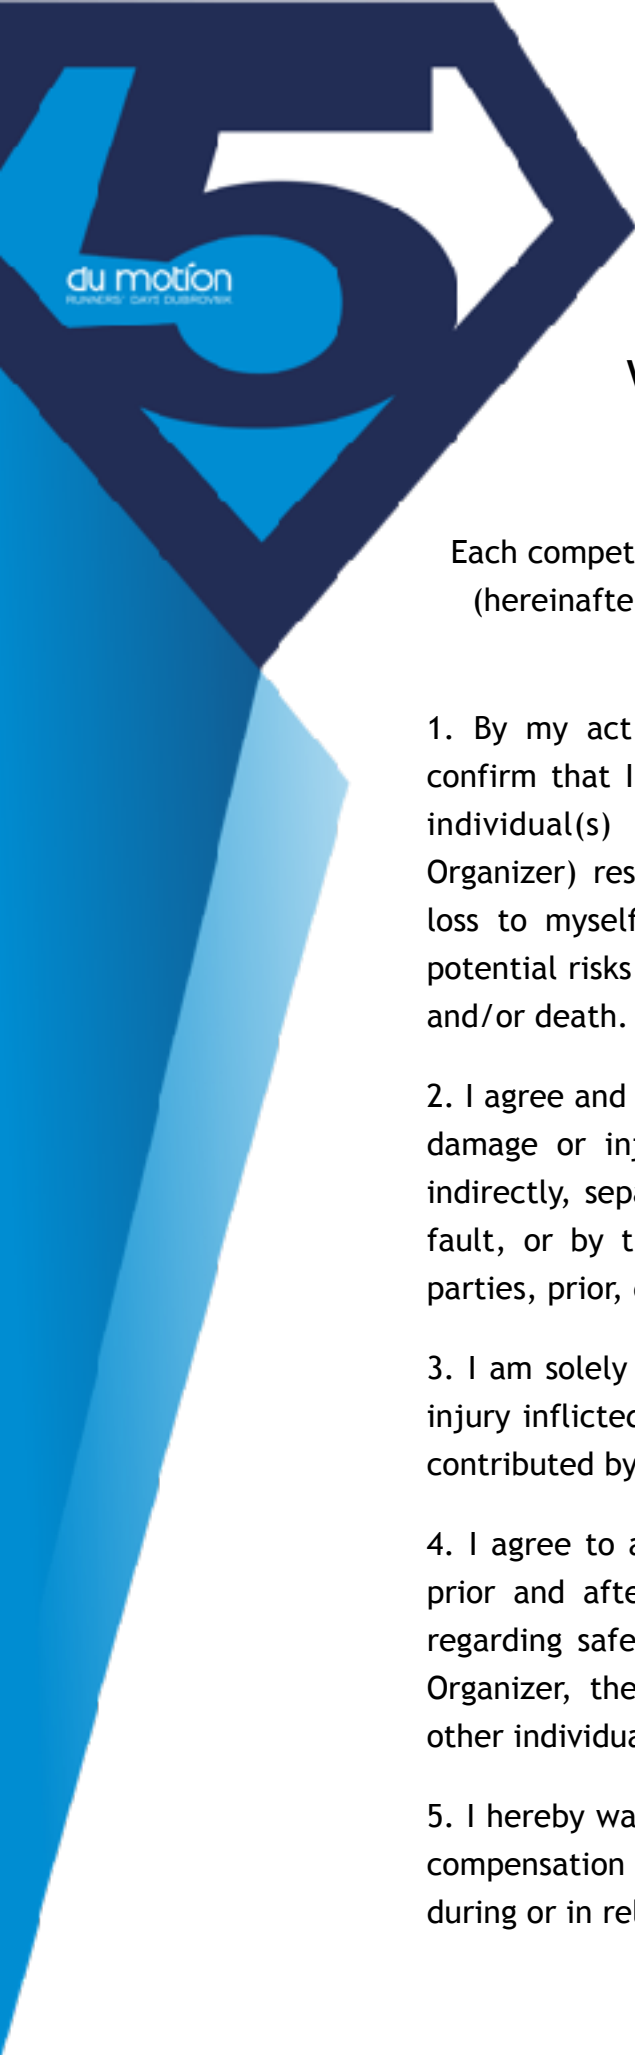 5
du motion
RUNNERS' DAYS DUBROVNIK
Each compet
(hereinafte
1. By my act
confirm that I
individual(s)
Organizer) res
loss to myself
potential risks
and/or death.
2. I agree and
damage or inj
indirectly, sepa
fault, or by t
parties, prior,
3. I am solely
injury inflicted
contributed by
4. I agree to a
prior and afte
regarding safe
Organizer, the
other individua
5. I hereby wa
compensation
during or in rel